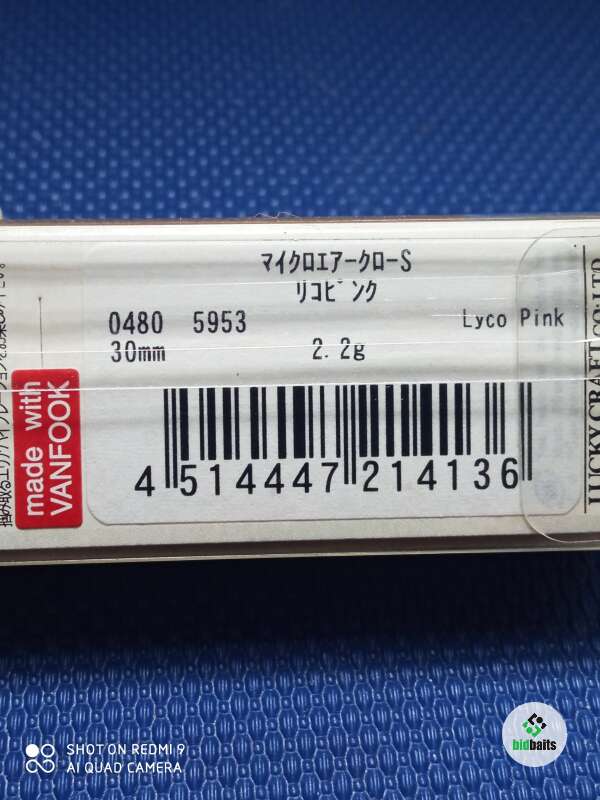 マイクロエアークローS
リコピンク
0480 5953
Lyco Pink
30mm
2.2g
4 514447 214136
made with
VANFOOK
LUCKY CRAFT CO.LTD
SHOT ON REDMI 9
AI QUAD CAMERA
bidbaits